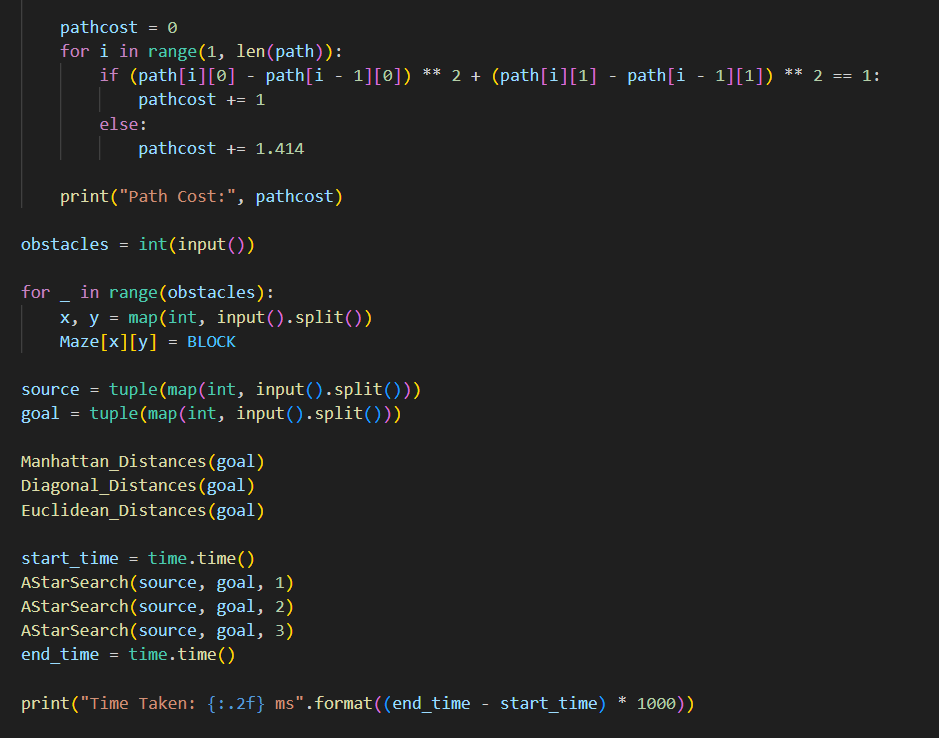 pathcost = 0
for i in range(1, len(path)):
if (path[i][0] - path[i - 1][0]) ** 2 + (path[i][1] - path[i - 1][1]) ** 2 == 1:
pathcost += 1
else:
pathcost += 1.414
print("Path Cost:", pathcost)
obstacles = int(input())
for _ in range(obstacles):
x, y = map(int, input().split())
Maze[x][y] = BLOCK
source = tuple(map(int, input().split()))
goal = tuple(map(int, input().split()))
Manhattan_Distances(goal)
Diagonal_Distances(goal)
Euclidean_Distances(goal)
start_time = time.time()
AStarSearch(source, goal, 1)
AStarSearch(source, goal, 2)
AStarSearch(source, goal, 3)
end_time = time.time()
print("Time Taken: {:.2f} ms".format((end_time - start_time) * 1000))